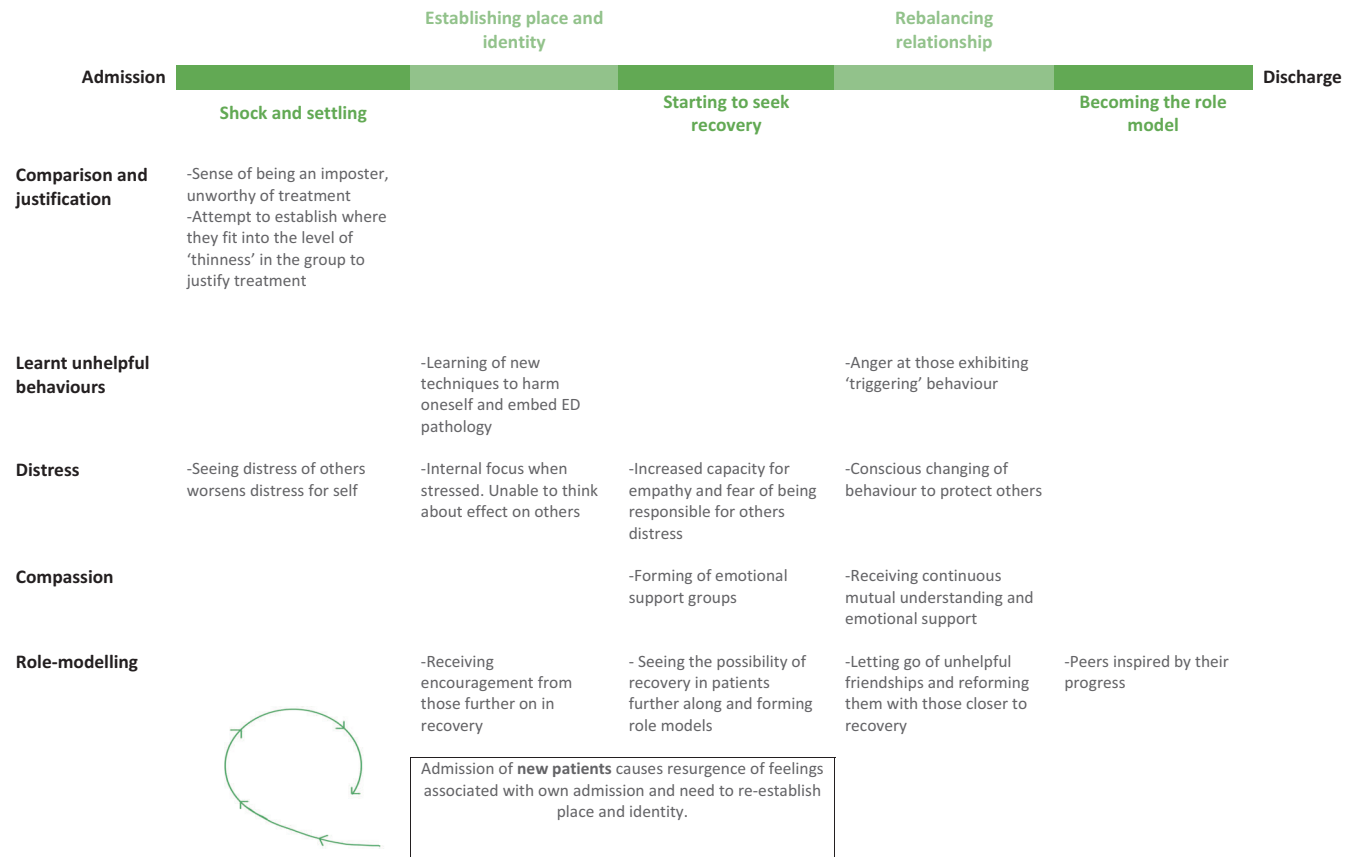 Establishing place and
identity
Rebalancing
relationship
Admission
Discharge
Shock and settling
Starting to seek
recovery
Becoming the role
model
Comparison and
justification
-Sense of being an imposter,
unworthy of treatment
-Attempt to establish where
they fit into the level of
‘thinness’ in the group to
justify treatment
Learnt unhelpful
behaviours
-Learning of new
techniques to harm
oneself and embed ED
pathology
-Anger at those exhibiting
‘triggering’ behaviour
Distress
-Seeing distress of others
worsens distress for self
-Internal focus when
stressed. Unable to think
about effect on others
-Increased capacity for
empathy and fear of being
responsible for others
distress
-Conscious changing of
behaviour to protect others
Compassion
-Forming of emotional
support groups
-Receiving continuous
mutual understanding and
emotional support
Role-modelling
-Receiving
encouragement from
those further on in
recovery
- Seeing the possibility of
recovery in patients
further along and forming
role models
-Letting go of unhelpful
friendships and reforming
them with those closer to
recovery
-Peers inspired by their
progress
Admission of new patients causes resurgence of feelings
associated with own admission and need to re-establish
place and identity.